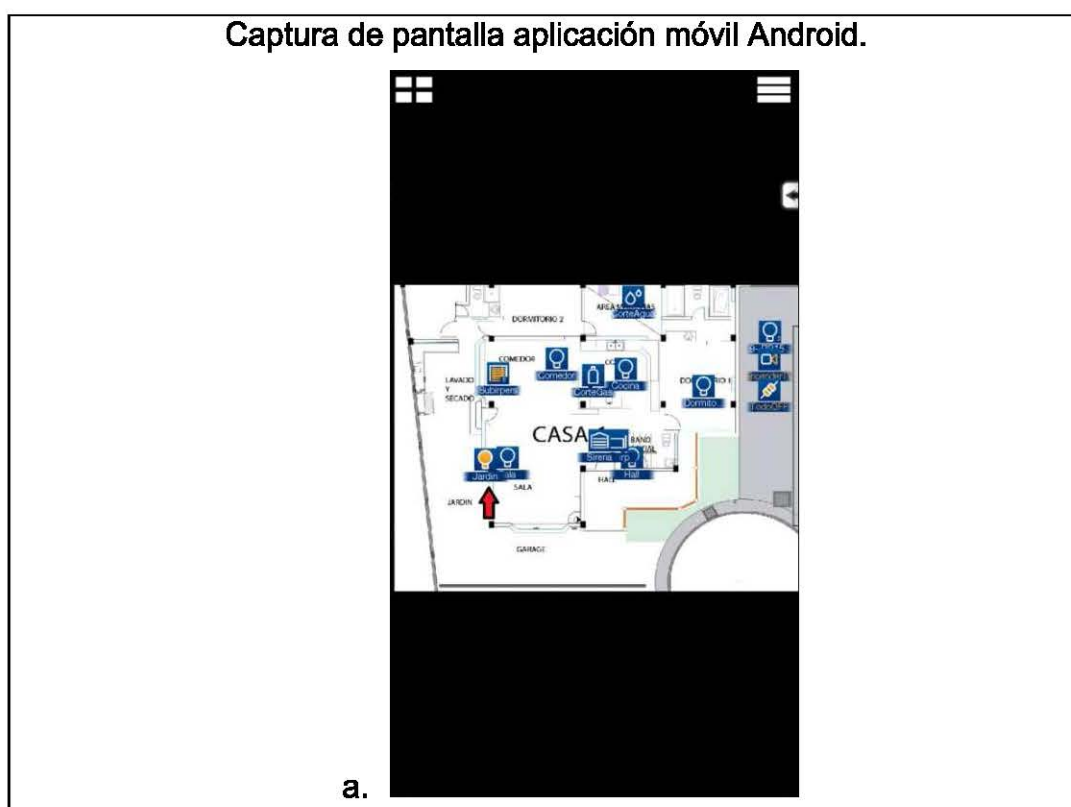 Captura de pantalla aplicación móvil Android.
CorteAgua
DORMITORIO 2
COMEDOR
Comedor
LAVADO
Y
SECADO
Subirpers
CorteGas
Cocina
Dormito
TodoOFF
CASA
Sirena
Hall
Jardin
SALA
JARDIN
GARAGE
a.